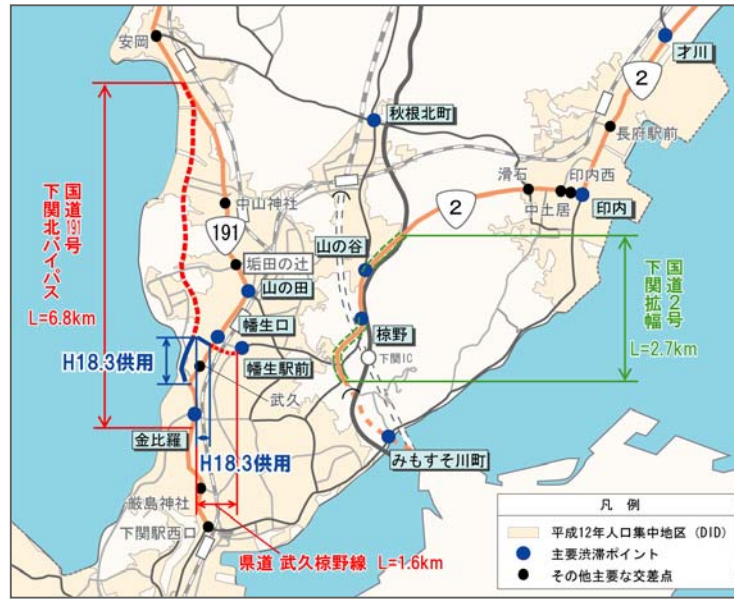 安岡
才川
2
秋根北町
長府駅前
滑石
印内西
中土居
印内
国道191号
下関北バイパス
L=6.8km
中山神社
191
2
山の谷
垢田の辻
山の田
国道2号
下関拡幅
L=2.7km
幡生口
椋野
H18.3供用
幡生駅前
下関IC
武久
金比羅
みもすそ川町
H18.3供用
厳島神社
下関駅西口
県道 武久椋野線 L=1.6km
凡 例
平成12年人口集中地区 (DID)
主要渋滞ポイント
その他主要な交差点